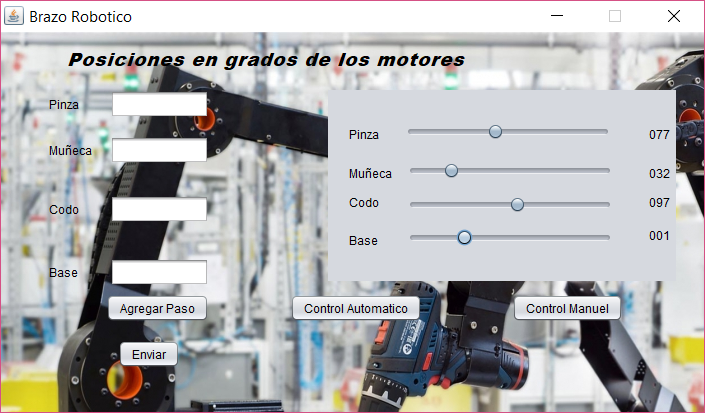 Brazo Robotico
Posiciones en grados de los motores
Pinza
Muñeca
Codo
Base
Pinza 077
Muñeca 032
Codo 097
Base 001
Agregar Paso Control Automatico Control Manuel
Enviar